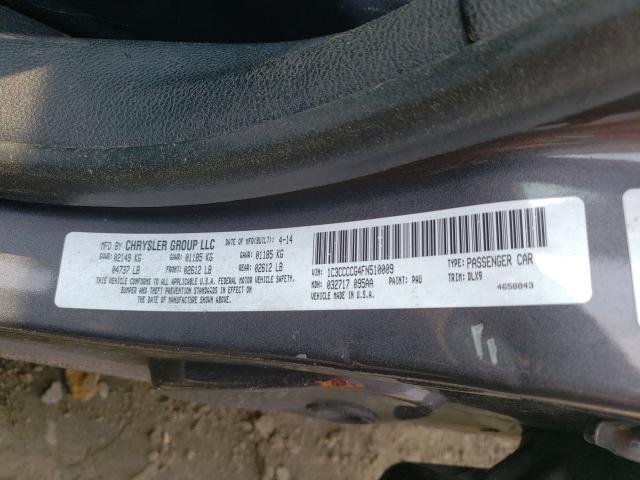 MFD BY CHRYSLER GROUP LLC DATE OF MFR(BUILT): 4-14
GVWR: 02149 KG GAWR: 01185 KG GAWR: 01185 KG
04737 LB FRONT: 02612 LB REAR: 02612 LB
THIS VEHICLE CONFORMS TO ALL U.S.A. FEDERAL MOTOR VEHICLE SAFETY,
BUMPER AND THEFT PREVENTION STANDARDS IN EFFECT ON
THE DATE OF MANUFACTURE SHOWN ABOVE.
VIN: 1C3CCCCG4FN510009 TYPE: PASSENGER CAR
MDH: 032717 095AA PAINT: PAU TRIM: DLX9
VEHICLE MADE IN U.S.A. 4650843